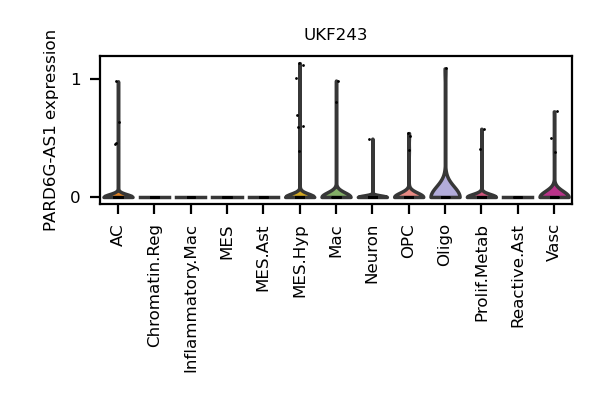 UKF243
PARD6G-AS1 expression
1
0
AC
Chromatin.Reg
Inflammatory.Mac
MES
MES.Ast
MES.Hyp
Mac
Neuron
OPC
Oligo
Prolif.Metab
Reactive.Ast
Vasc